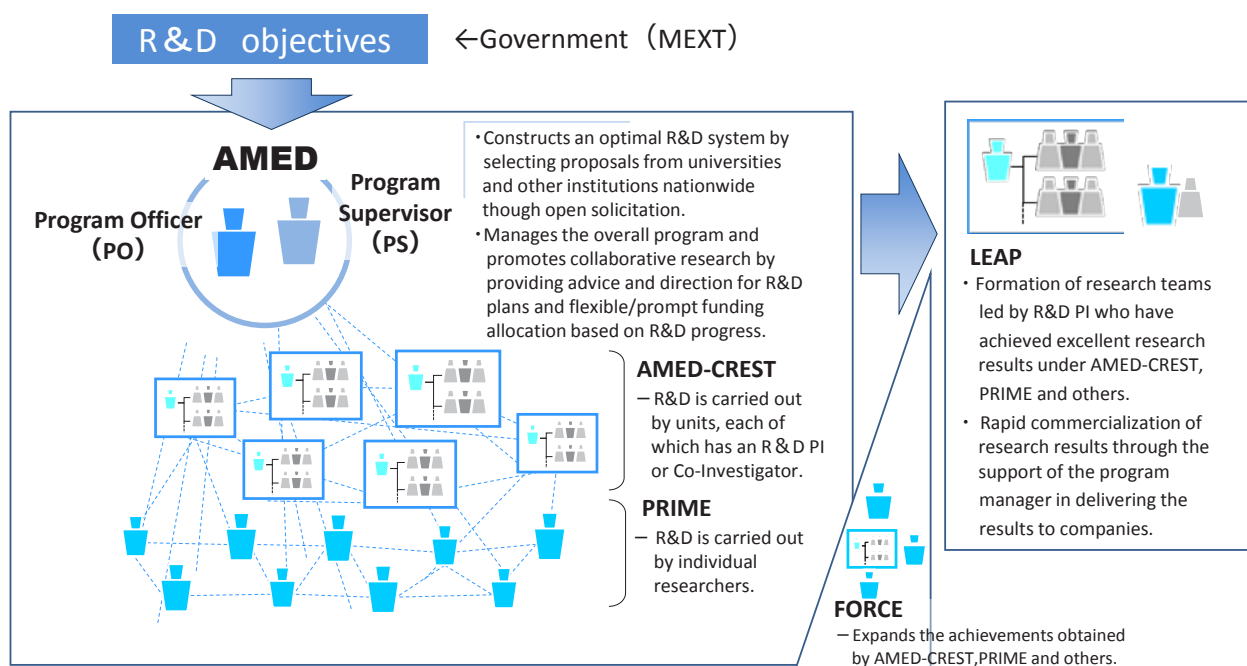 R&D objectives
←Government（MEXT）
AMED
Program Officer
（PO）
Program
Supervisor
（PS）
・Constructs an optimal R&D system by
selecting proposals from universities
and other institutions nationwide
though open solicitation.
・Manages the overall program and
promotes collaborative research by
providing advice and direction for R&D
plans and flexible/prompt funding
allocation based on R&D progress.
AMED-CREST
– R&D is carried out
by units, each of
which has an R&D PI
or Co-Investigator.
PRIME
– R&D is carried out
by individual
researchers.
FORCE
– Expands the achievements obtained
by AMED-CREST,PRIME and others.
LEAP
・ Formation of research teams
led by R&D PI who have
achieved excellent research
results under AMED-CREST,
PRIME and others.
・ Rapid commercialization of
research results through the
support of the program
manager in delivering the
results to companies.